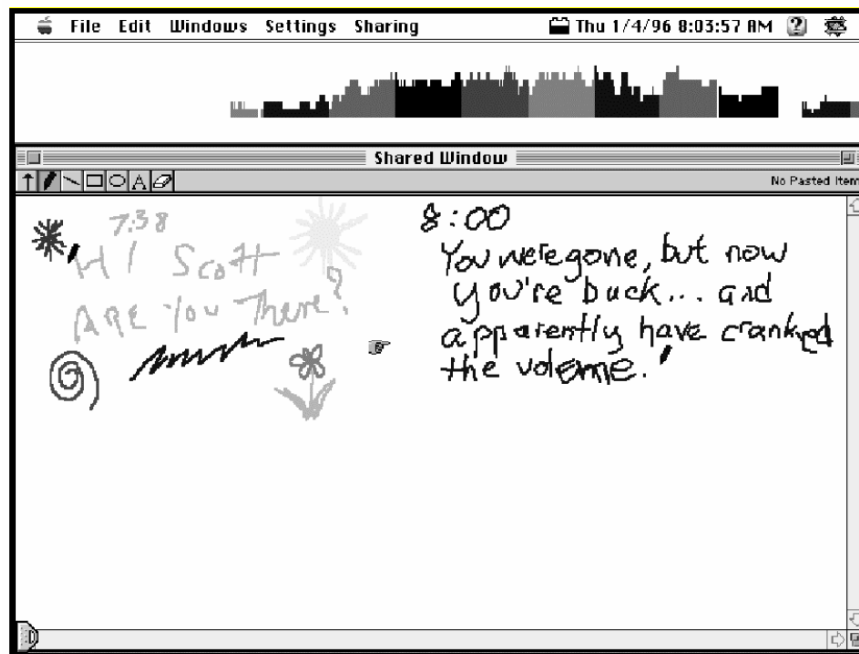 File Edit Windows Settings Sharing Thu 1/4/96 8:03:57 AM
Shared Window
A No Pasted Item
7:38
Hi Scott
Are You There?
8:00
You were gone, but now
you're back... and
apparently have cranked
the volume.